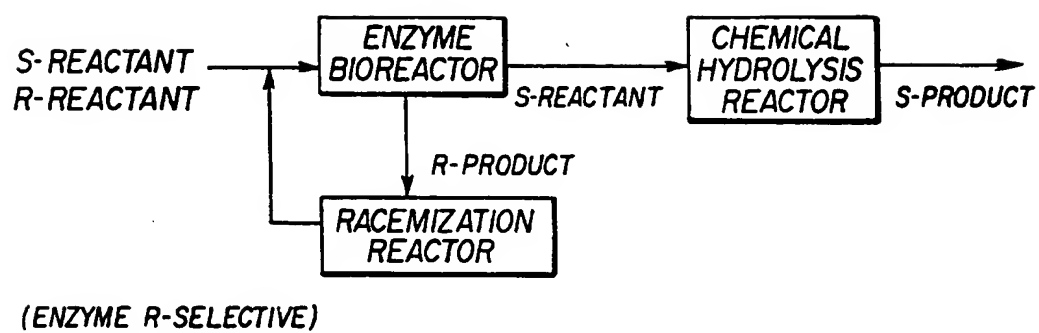 S-REACTANT
R-REACTANT
ENZYME
BIOREACTOR
S-REACTANT
CHEMICAL
HYDROLYSIS
REACTOR
S-PRODUCT
R-PRODUCT
RACEMIZATION
REACTOR
(ENZYME R-SELECTIVE)